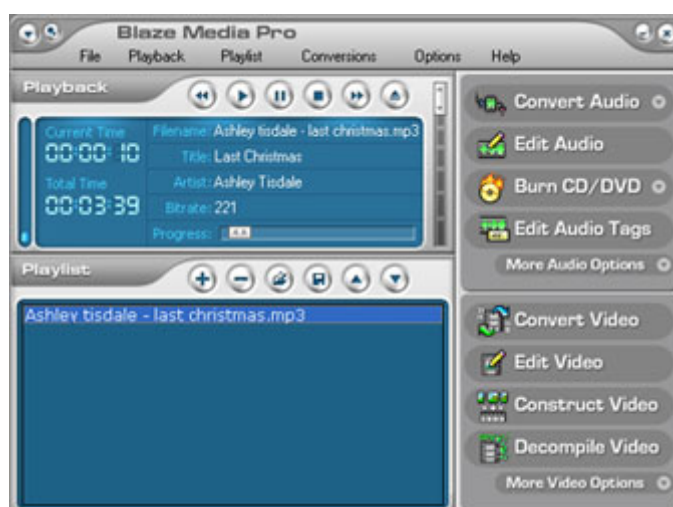 Blaze Media Pro
File Playback Playlist Conversions Options Help
Playback
Current Time
00:00:10
Total Time
00:03:39
Filename: Ashley tisdale - last christmas.mp3
Title: Last Christmas
Artist: Ashley Tisdale
Bitrate: 221
Progress:
Playlist
Ashley tisdale - last christmas.mp3
Convert Audio
Edit Audio
Burn CD/DVD
Edit Audio Tags
More Audio Options
Convert Video
Edit Video
Construct Video
Decompile Video
More Video Options